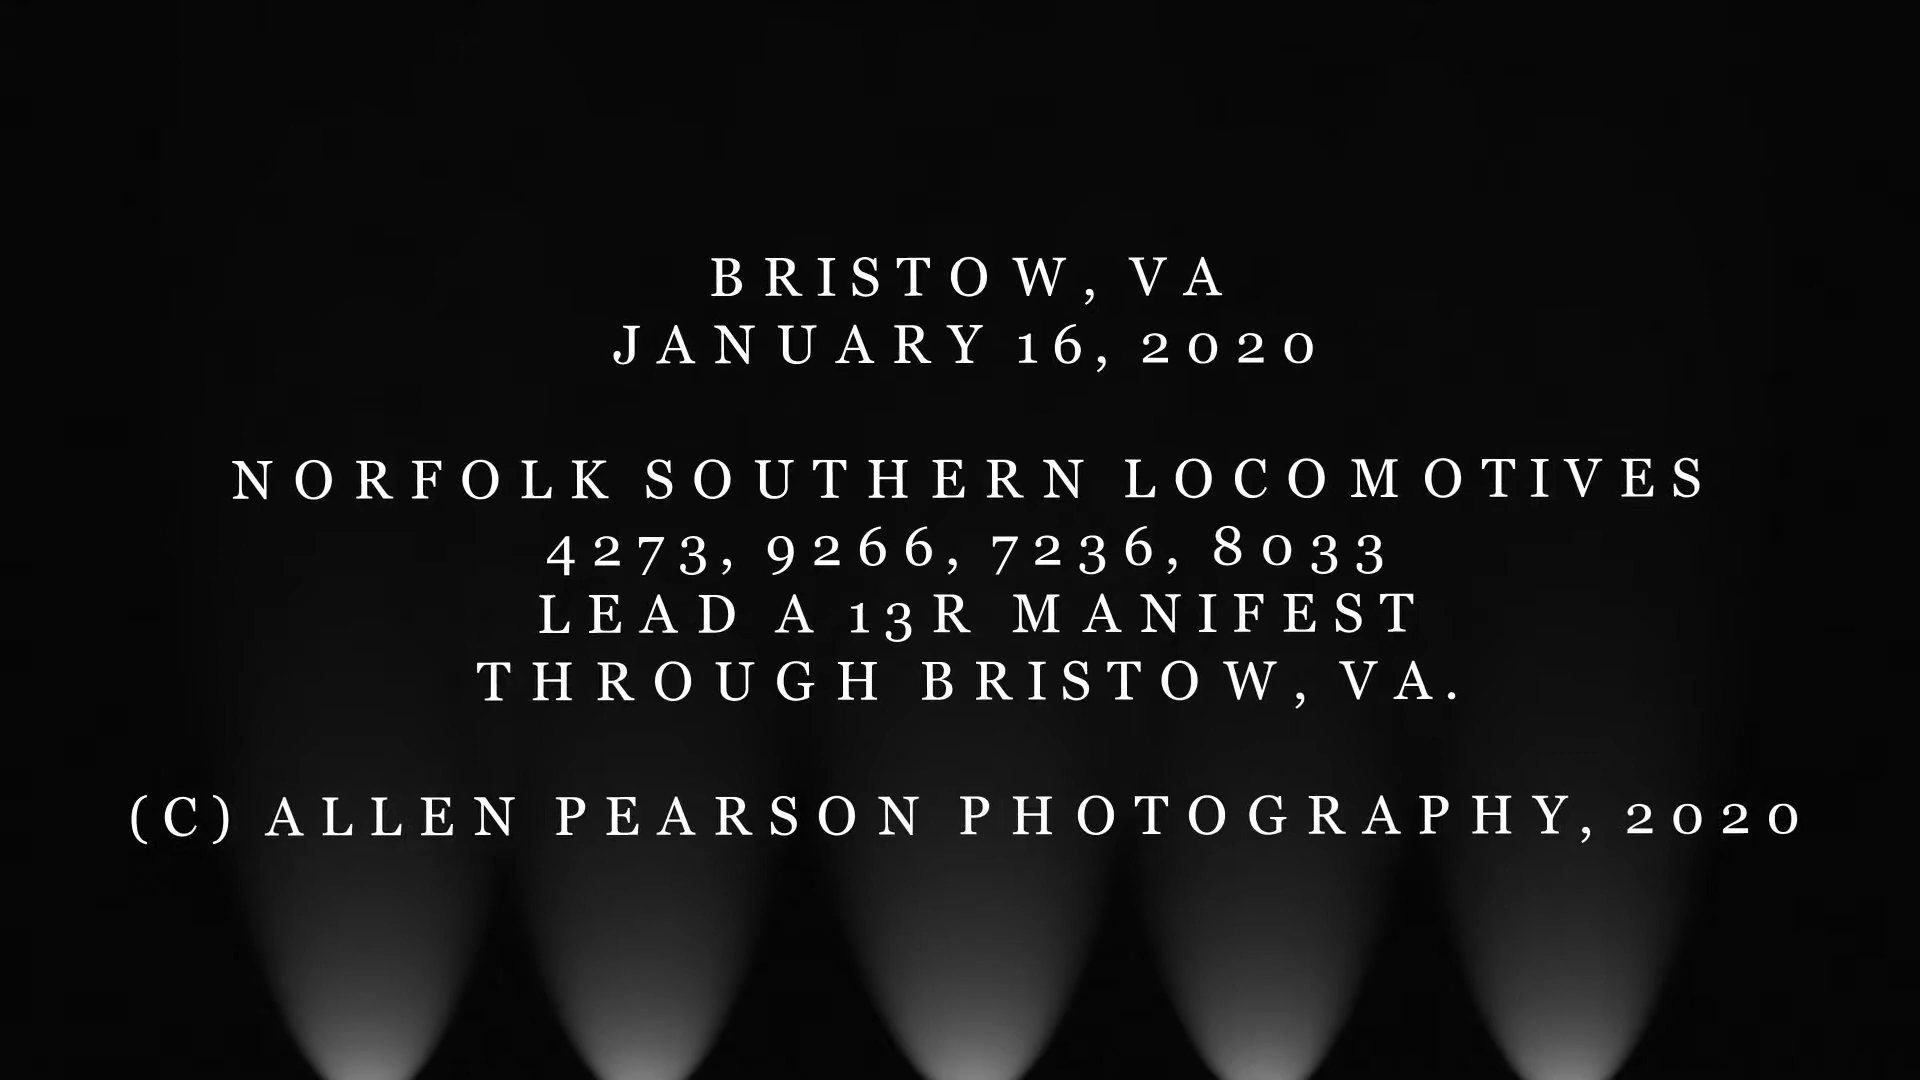 BRISTOW, VA
JANUARY 16, 2020
NORFOLK SOUTHERN LOCOMOTIVES
4273, 9266, 7236, 8033
LEAD A 13R MANIFEST
THROUGH BRISTOW, VA.
(C) ALLEN PEARSON PHOTOGRAPHY, 2020